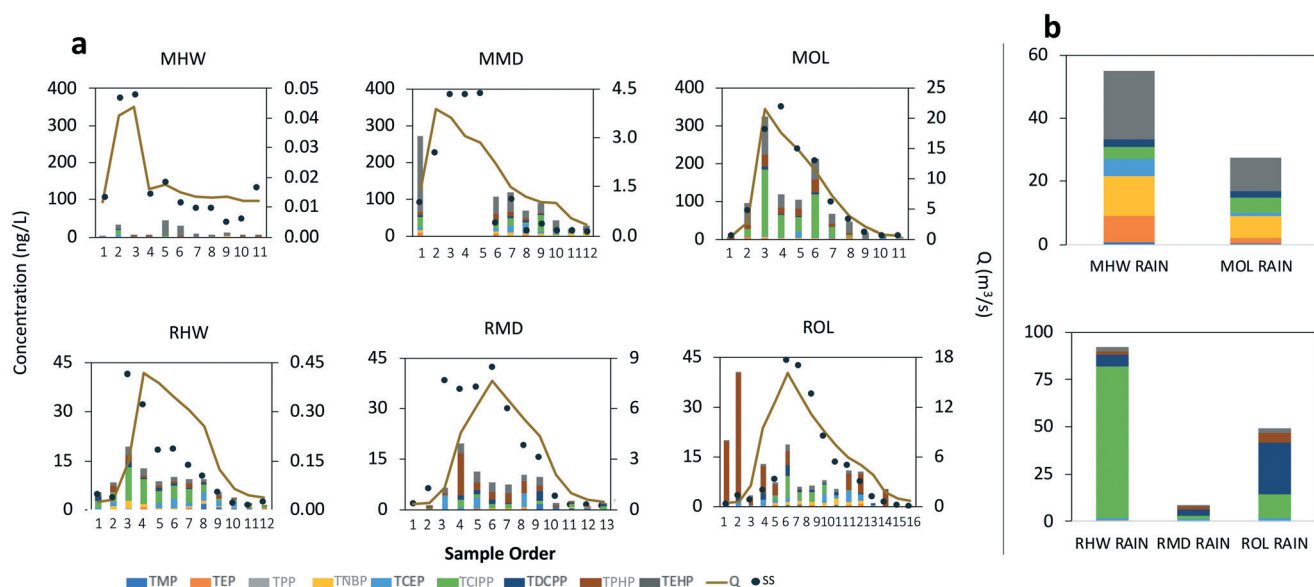 a
b
MHW
MMD
MOL
400 0.05 400 4.5 400 25 60
300 0.04 300 3.0 300 20 40
200 0.03 200 1.5 200 15 20
100 0.02 100 0.0 100 10 0
0 0.01 0 0 5
0.00 0
1 2 3 4 5 6 7 8 9 10 11
1 2 3 4 5 6 7 8 9 10 11 12
1 2 3 4 5 6 7 8 9 10 11
MHW RAIN MOL RAIN
Concentration (ng/L)
Q (m³/s)
RHW
RMD
ROL
45 0.45 45 9 45 18 100
30 0.30 30 6 30 12 75
15 0.15 15 3 15 6 50
0 0.00 0 0 0 0 25
0
1 2 3 4 5 6 7 8 9 10 11 12
1 2 3 4 5 6 7 8 9 10 11 12 13
1 2 3 4 5 6 7 8 9 10 11 12 13 14 15 16
RHW RAIN RMD RAIN ROL RAIN
Sample Order
TMP TEP TPP TNBP TCEP TCIPP TDCPP TPHP TEHP Q SS